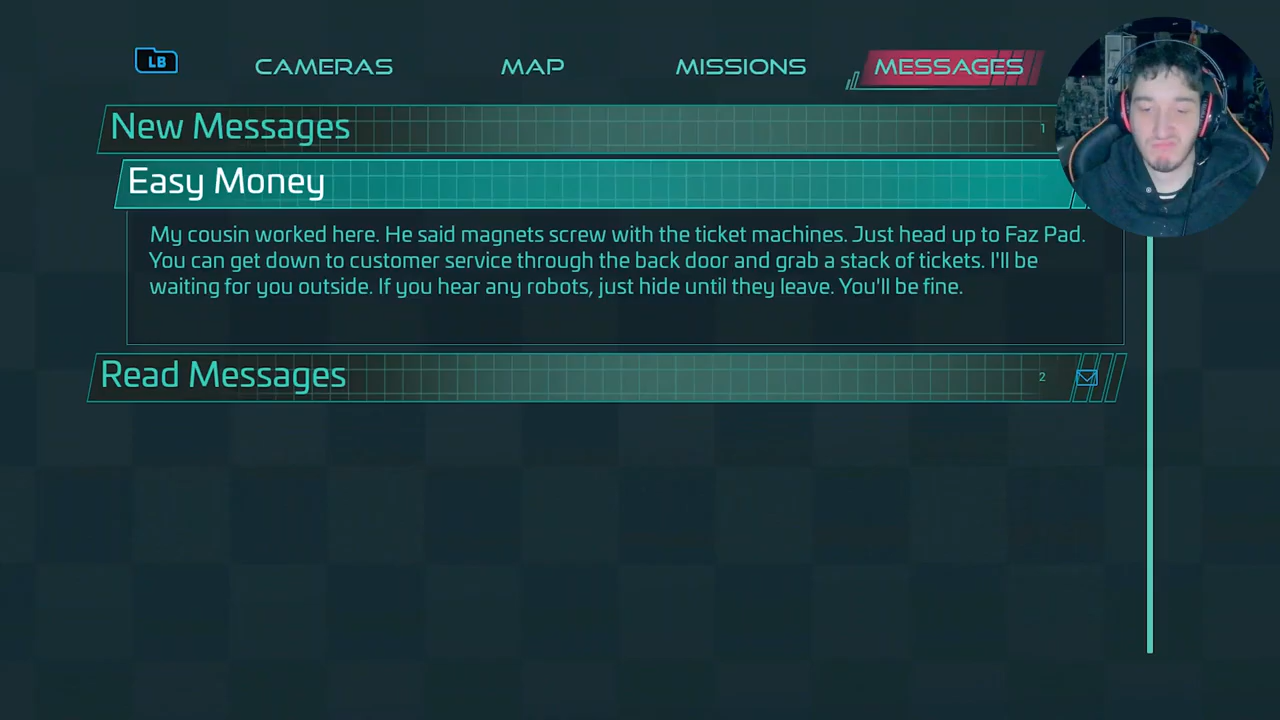 LB CAMERAS MAP MISSIONS MESSAGES
New Messages 1
Easy Money
My cousin worked here. He said magnets screw with the ticket machines. Just head up to Faz Pad.
You can get down to customer service through the back door and grab a stack of tickets. I'll be
waiting for you outside. If you hear any robots, just hide until they leave. You'll be fine.
Read Messages 2